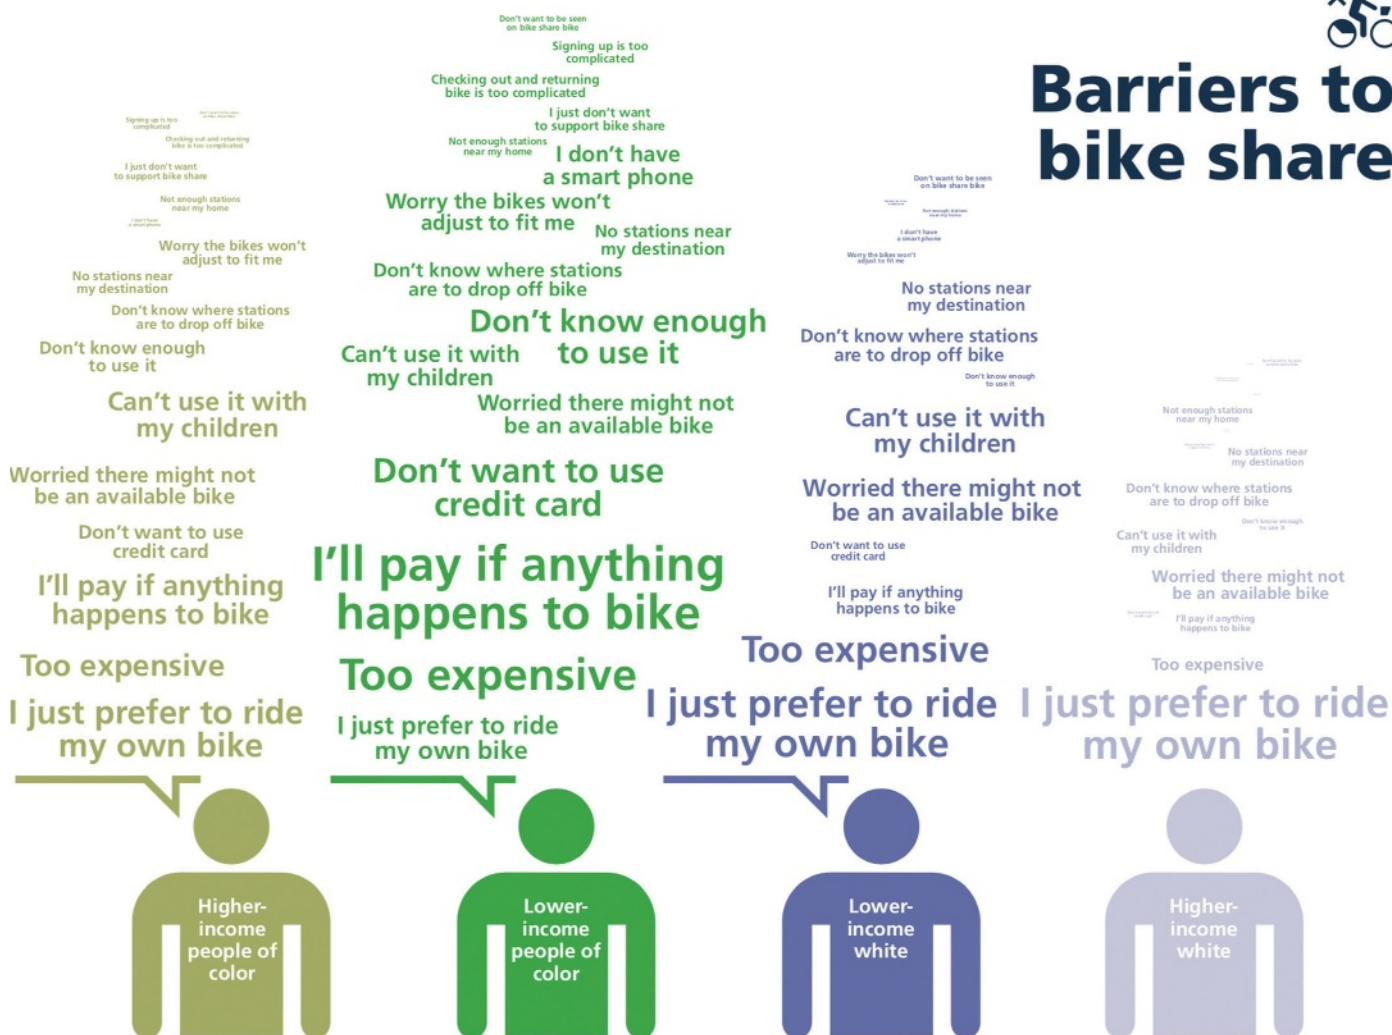 Barriers to
bike share
Signing up is too
complicated
Checking out and returning
bike is too complicated
I just don't want
to support bike share
Not enough stations
near my home
I don't have
a smart phone
Worry the bikes won't
adjust to fit me
No stations near
my destination
Don't know where stations
are to drop off bike
Don't know enough
to use it
Can't use it with
my children
Worried there might not
be an available bike
Don't want to use
credit card
I'll pay if anything
happens to bike
Too expensive
I just prefer to ride
my own bike
Higher-
income
people of
color
Don't want to be seen
on bike share bike
Signing up is too
complicated
Checking out and returning
bike is too complicated
I just don't want
to support bike share
Not enough stations
near my home
I don't have
a smart phone
Worry the bikes won't
adjust to fit me
No stations near
my destination
Don't know where stations
are to drop off bike
Don't know enough
to use it
Can't use it with
my children
Worried there might not
be an available bike
Don't want to use
credit card
I'll pay if anything
happens to bike
Too expensive
I just prefer to ride
my own bike
Lower-
income
people of
color
Don't want to be seen
on bike share bike
Not enough stations
near my home
I don't have
a smart phone
Worry the bikes won't
adjust to fit me
No stations near
my destination
Don't know where stations
are to drop off bike
Don't know enough
to use it
Can't use it with
my children
Worried there might not
be an available bike
Don't want to use
credit card
I'll pay if anything
happens to bike
Too expensive
I just prefer to ride
my own bike
Lower-
income
white
Not enough stations
near my home
No stations near
my destination
Don't know where stations
are to drop off bike
Don't know enough
to use it
Can't use it with
my children
Worried there might not
be an available bike
I'll pay if anything
happens to bike
Too expensive
I just prefer to ride
my own bike
Higher-
income
white